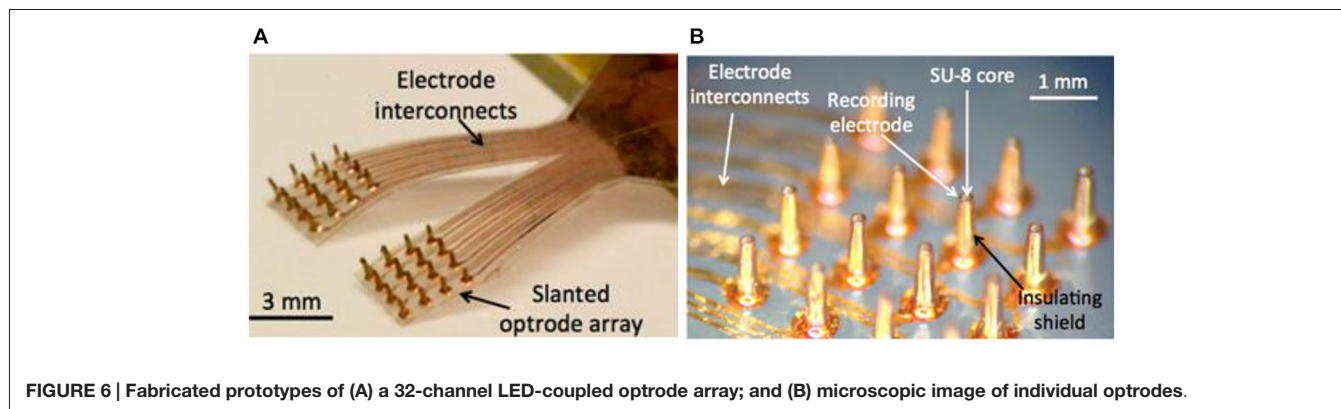 A
Electrode
interconnects
3 mm
Slanted
optrode array
B
Electrode
interconnects
SU-8 core
1 mm
Recording
electrode
Insulating
shield
FIGURE 6 | Fabricated prototypes of (A) a 32-channel LED-coupled optrode array; and (B) microscopic image of individual optrodes.